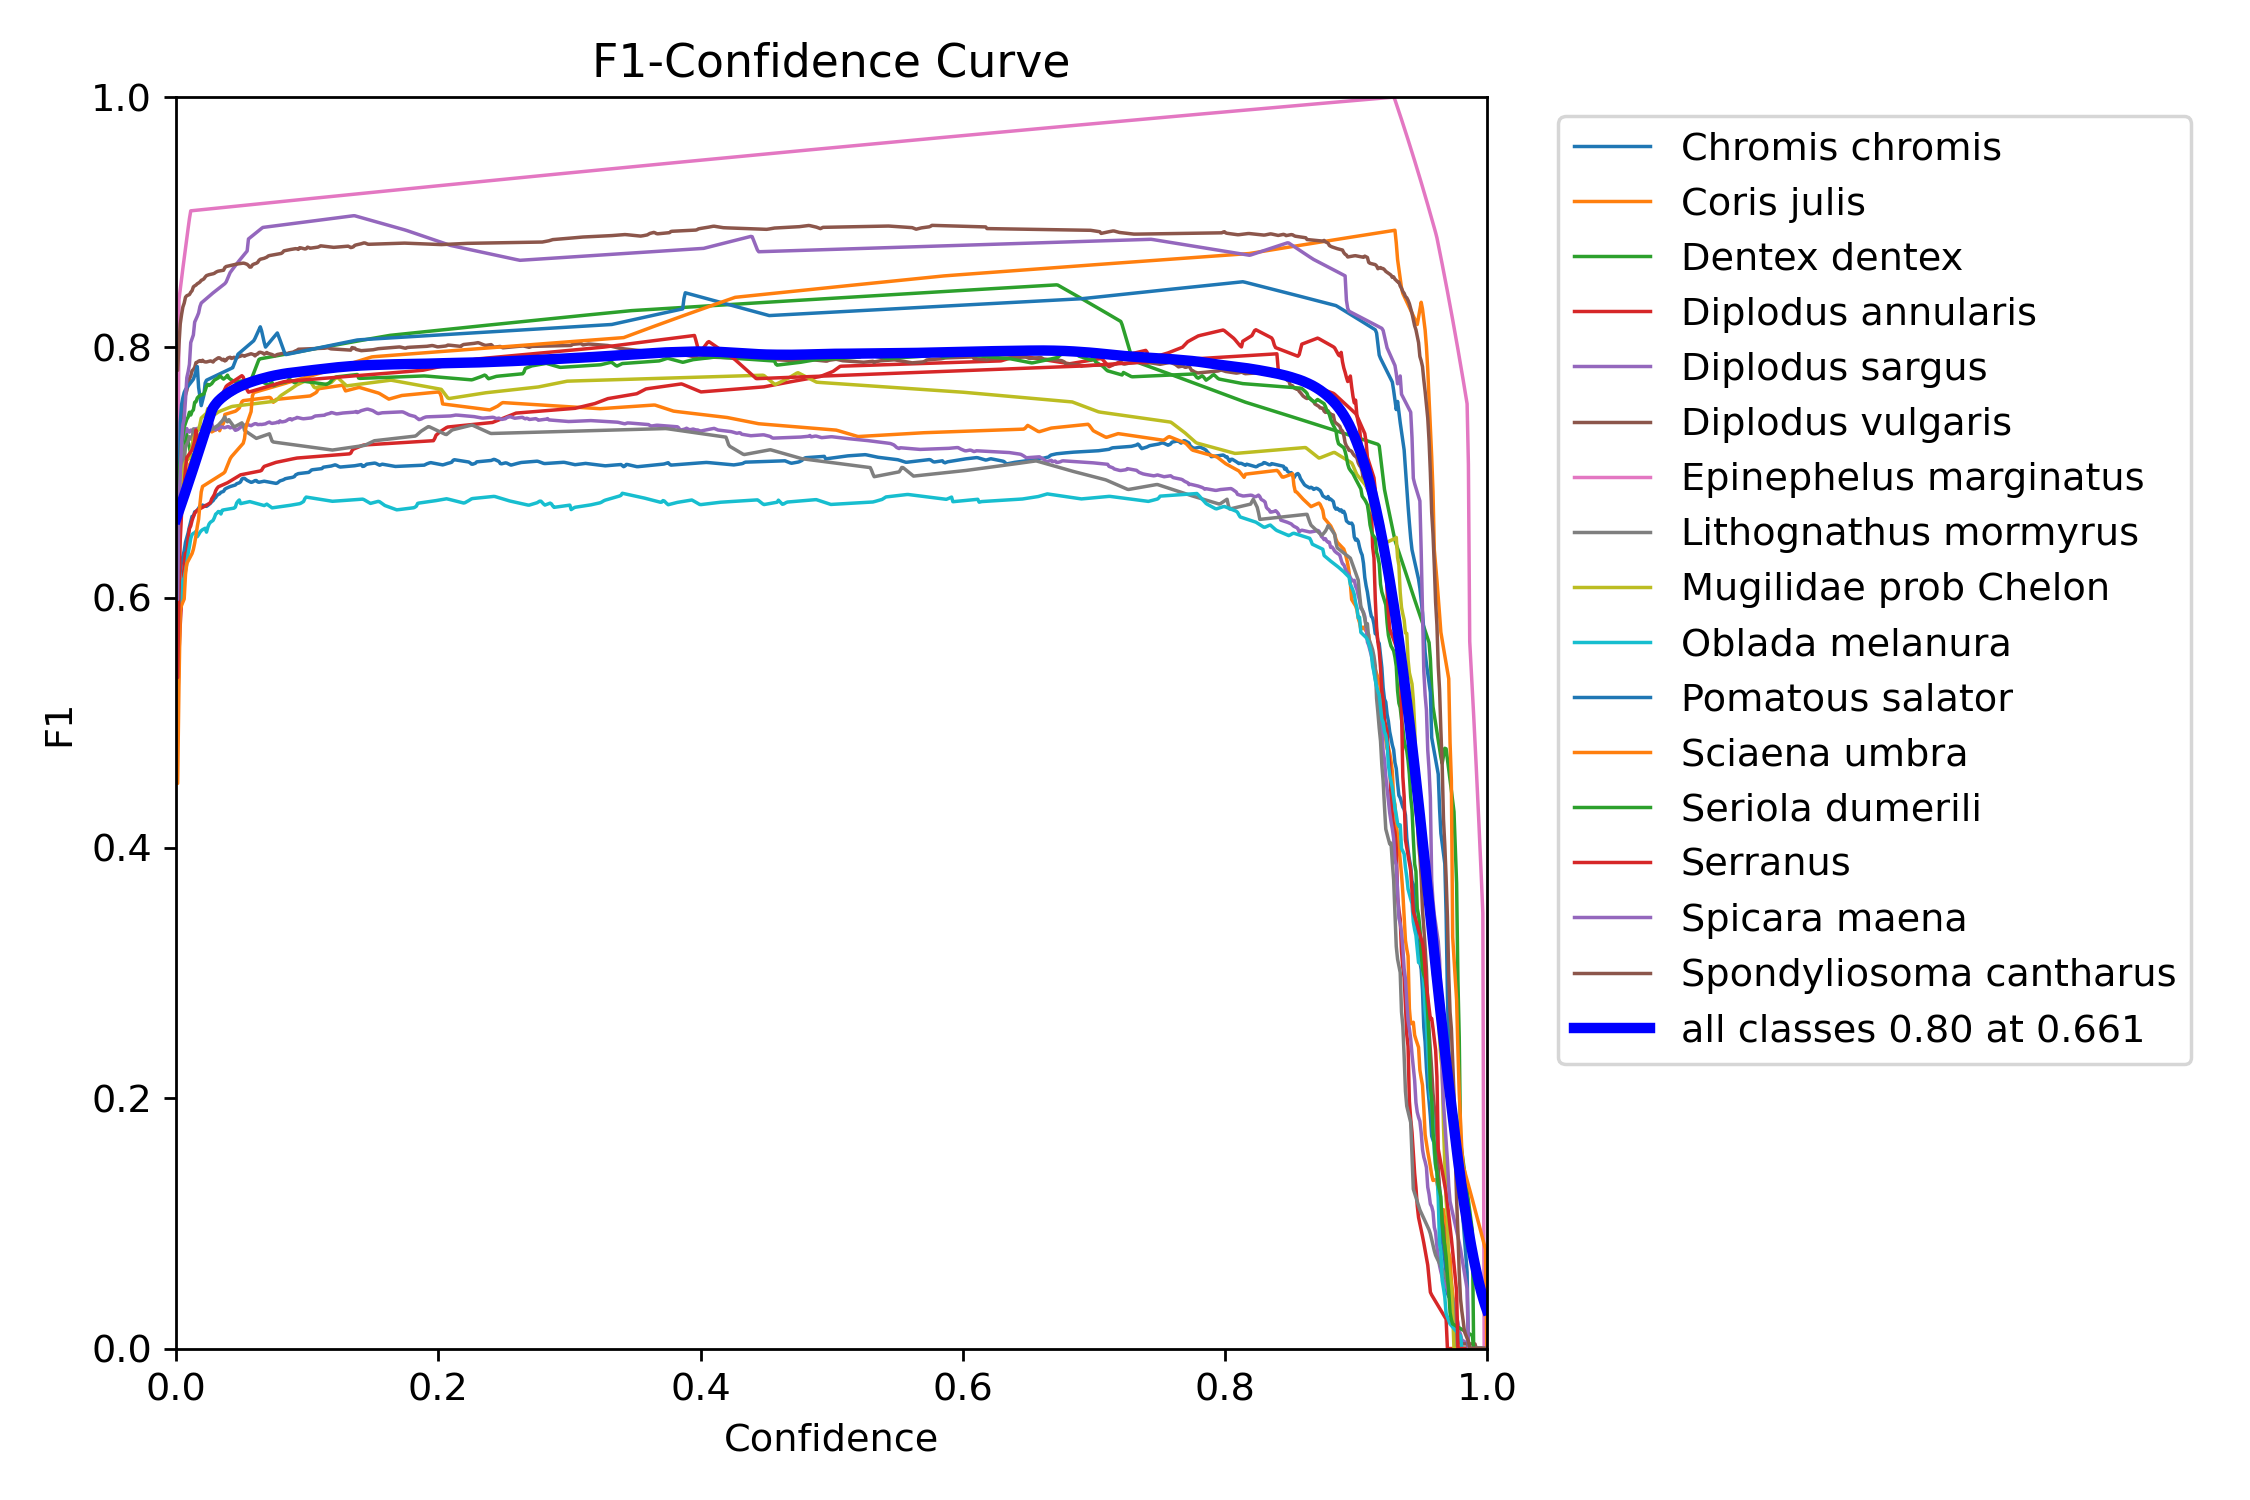 F1-Confidence Curve
1.0
0.8
0.6
0.4
0.2
0.0
F1
0.0 0.2 0.4 0.6 0.8 1.0
Confidence
Chromis chromis
Coris julis
Dentex dentex
Diplodus annularis
Diplodus sargus
Diplodus vulgaris
Epinephelus marginatus
Lithognathus mormyrus
Mugilidae prob Chelon
Oblada melanura
Pomatous salator
Sciaena umbra
Seriola dumerili
Serranus
Spicara maena
Spondyliosoma cantharus
all classes 0.80 at 0.661